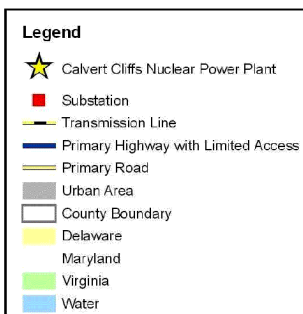 Legend
Calvert Cliffs Nuclear Power Plant
Substation
Transmission Line
Primary Highway with Limited Access
Primary Road
Urban Area
County Boundary
Delaware
Maryland
Virginia
Water